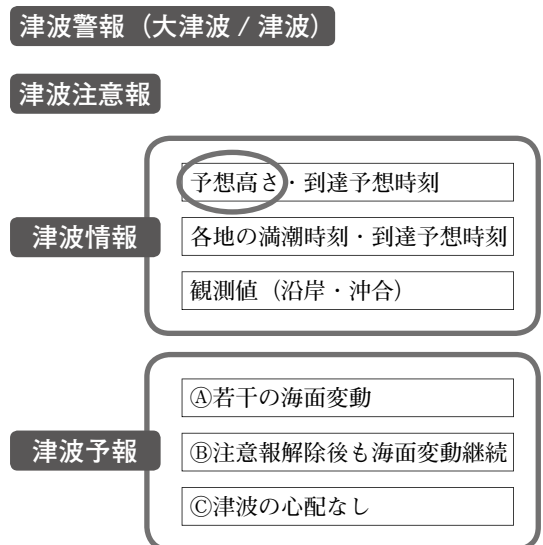 津波警報（大津波 / 津波）
津波注意報
津波情報
予想高さ・到達予想時刻
各地の満潮時刻・到達予想時刻
観測値（沿岸・沖合）
津波予報
Ⓐ若干の海面変動
Ⓑ注意報解除後も海面変動継続
Ⓒ津波の心配なし